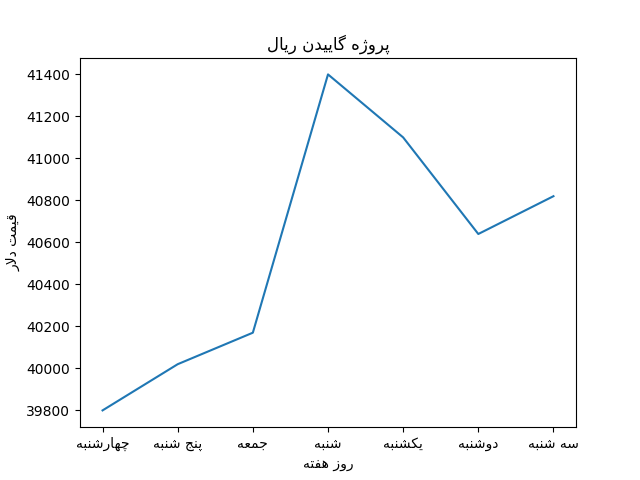 پروژه گاییدن ریال
41400
41200
41000
40800
40600
40400
40200
40000
39800
قیمت دلار
چهارشنبه
پنج شنبه
جمعه
شنبه
یکشنبه
دوشنبه
سه شنبه
روز هفته